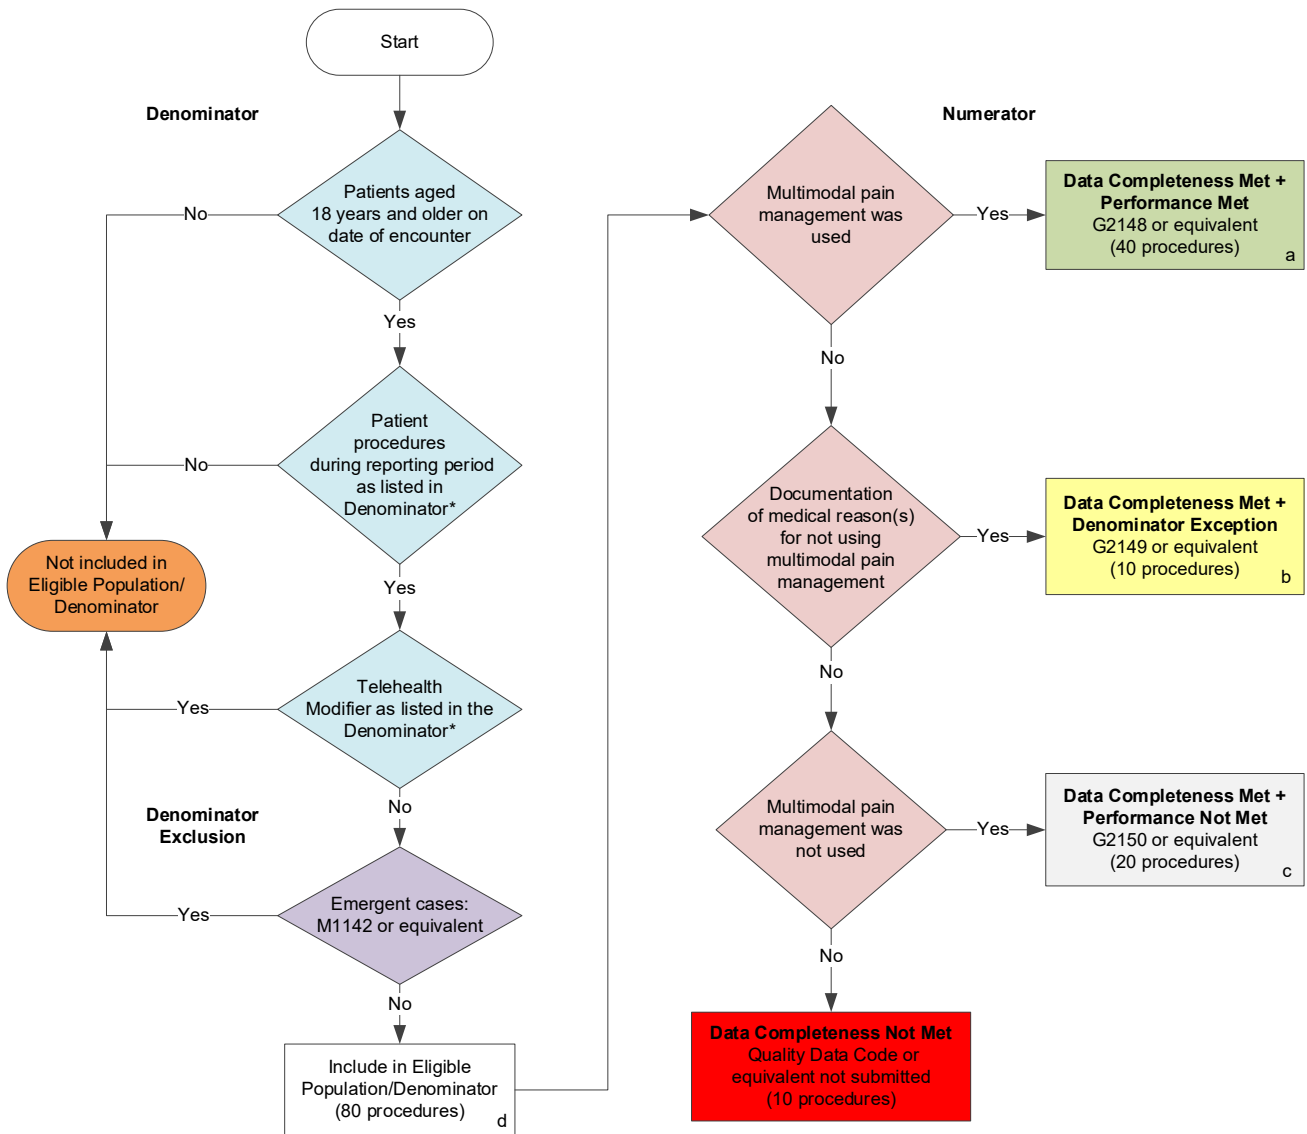 Start
Denominator
Patients aged
18 years and older on
date of encounter
No
Yes
Patient
procedures
during reporting period
as listed in
Denominator*
No
Not included in
Eligible Population/
Denominator
Yes
Telehealth
Modifier as listed in the
Denominator*
Yes
No
Denominator
Exclusion
Emergent cases:
M1142 or equivalent
Yes
No
Include in Eligible
Population/Denominator
(80 procedures)
d
Numerator
Multimodal pain
management was
used
Yes
Data Completeness Met +
Performance Met
G2148 or equivalent
(40 procedures)
a
No
Documentation
of medical reason(s)
for not using
multimodal pain
management
Yes
Data Completeness Met +
Denominator Exception
G2149 or equivalent
(10 procedures)
b
No
Multimodal pain
management was
not used
Yes
Data Completeness Met +
Performance Not Met
G2150 or equivalent
(20 procedures)
c
No
Data Completeness Not Met
Quality Data Code or
equivalent not submitted
(10 procedures)